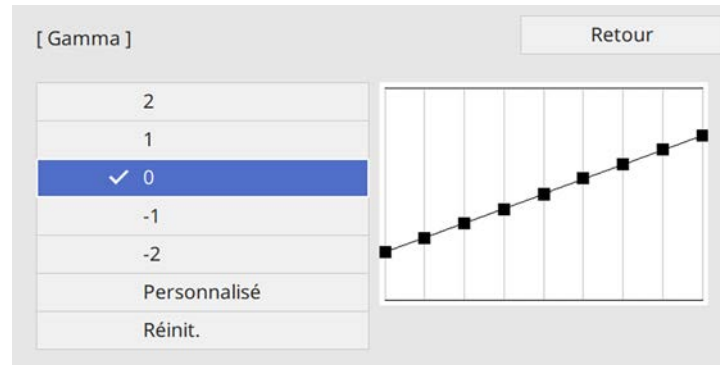 [ Gamma ]
Retour
2
1
0
-1
-2
Personnalisé
Réinit.